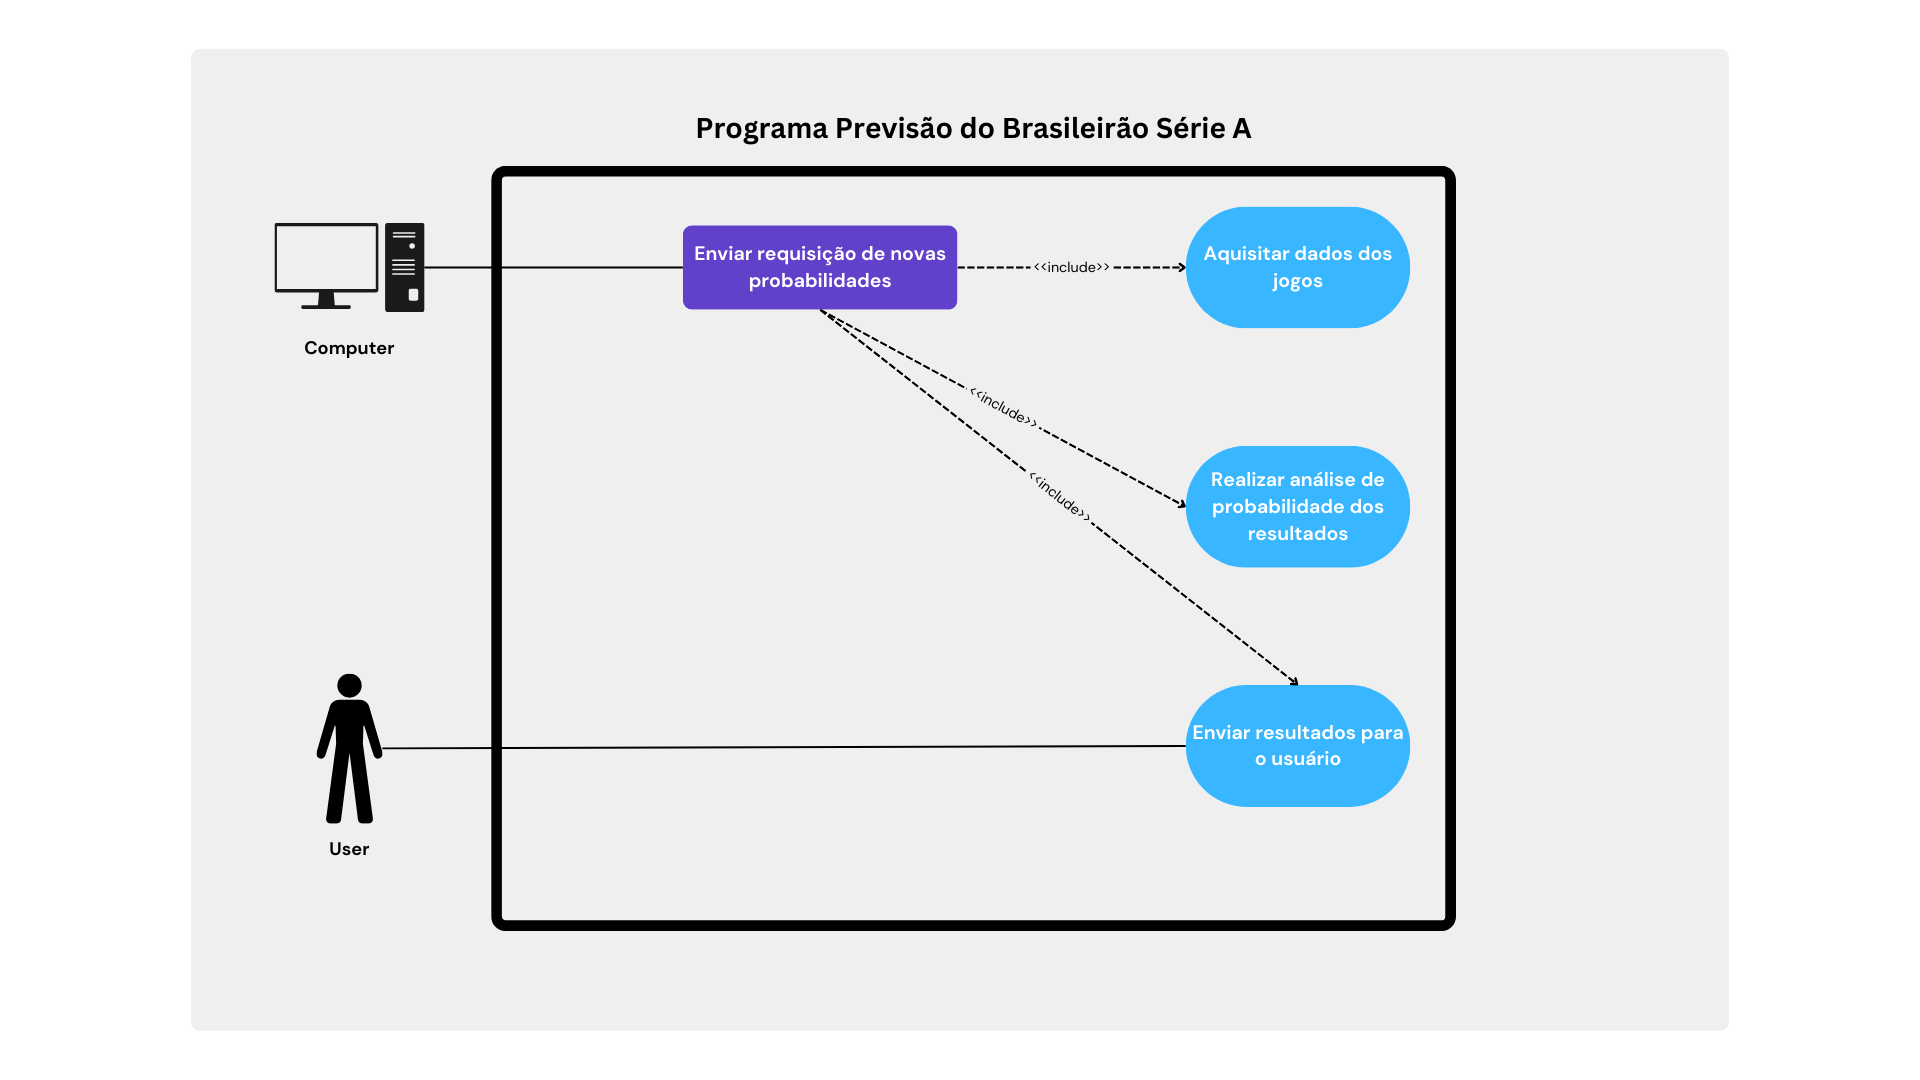 Programa Previsão do Brasileirão Série A
Computer
Enviar requisição de novas
probabilidades
<<include>>
Aquisitar dados dos
jogos
<<include>>
Realizar análise de
probabilidade dos
resultados
<<include>>
User
Enviar resultados para
o usuário